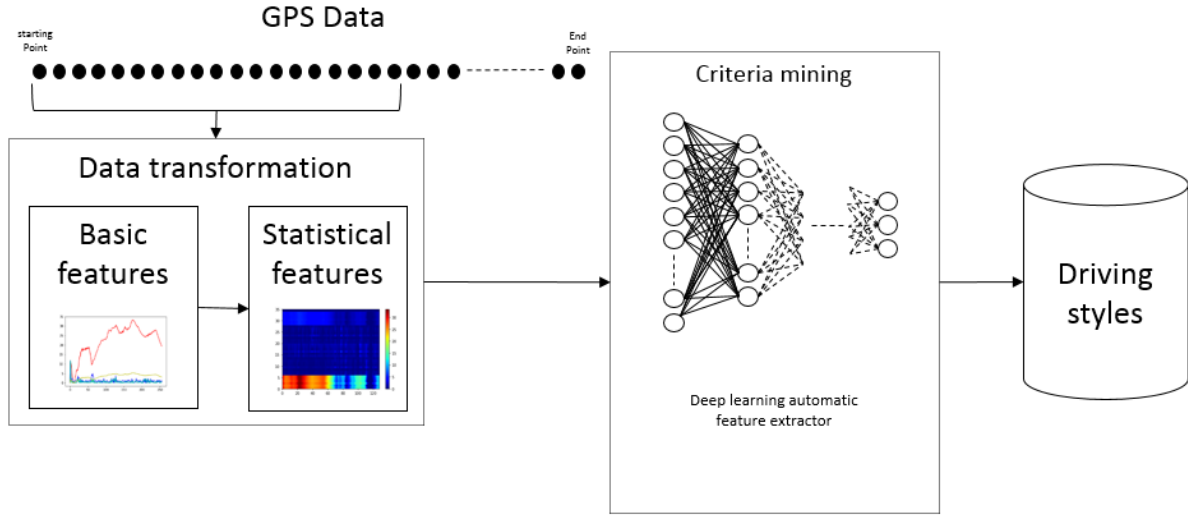 GPS Data
starting
Point
End
Point
Criteria mining
Data transformation
Basic
features
Statistical
features
Driving
styles
Deep learning automatic
feature extractor